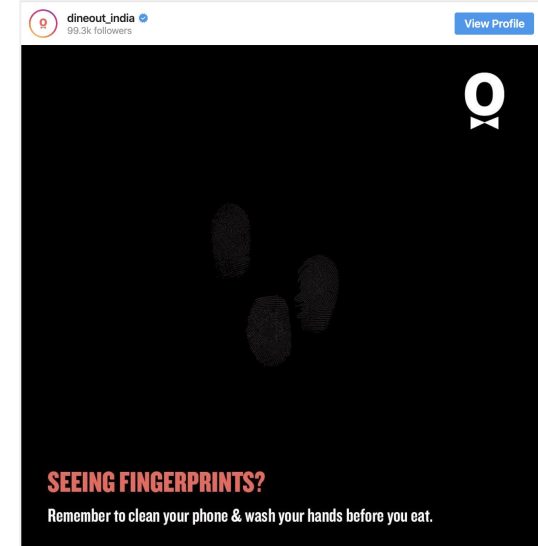 dineout_india
99.3k followers
View Profile
SEEING FINGERPRINTS?
Remember to clean your phone & wash your hands before you eat.